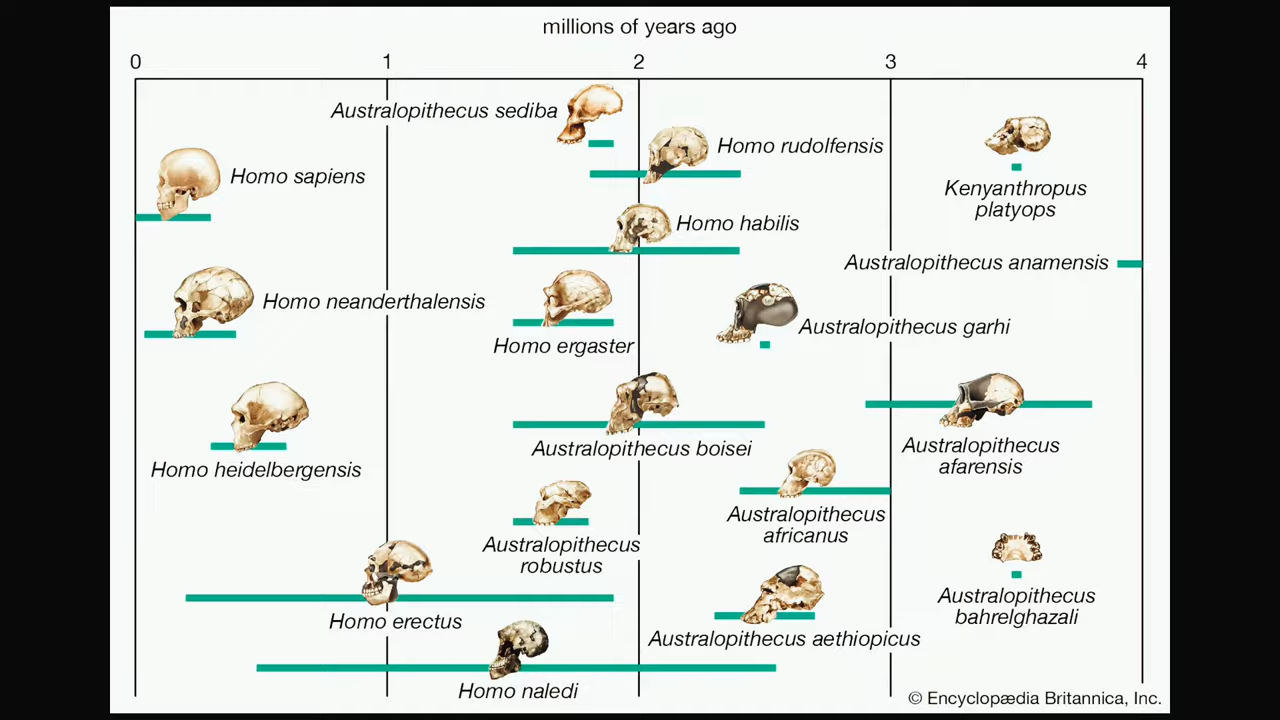 millions of years ago
0 1 2 3 4
Australopithecus sediba
Homo rudolfensis
Homo sapiens
Kenyanthropus
platyops
Homo habilis
Australopithecus anamensis
Homo neanderthalensis
Australopithecus garhi
Homo ergaster
Australopithecus boisei
Australopithecus
afarensis
Homo heidelbergensis
Australopithecus
africanus
Australopithecus
robustus
Australopithecus
bahrelghazali
Homo erectus
Australopithecus aethiopicus
Homo naledi
© Encyclopædia Britannica, Inc.